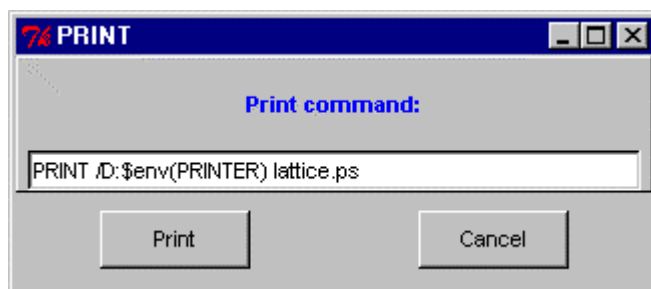 PRINT
Print command:
PRINT /D:$env(PRINTER) lattice.ps
Print Cancel